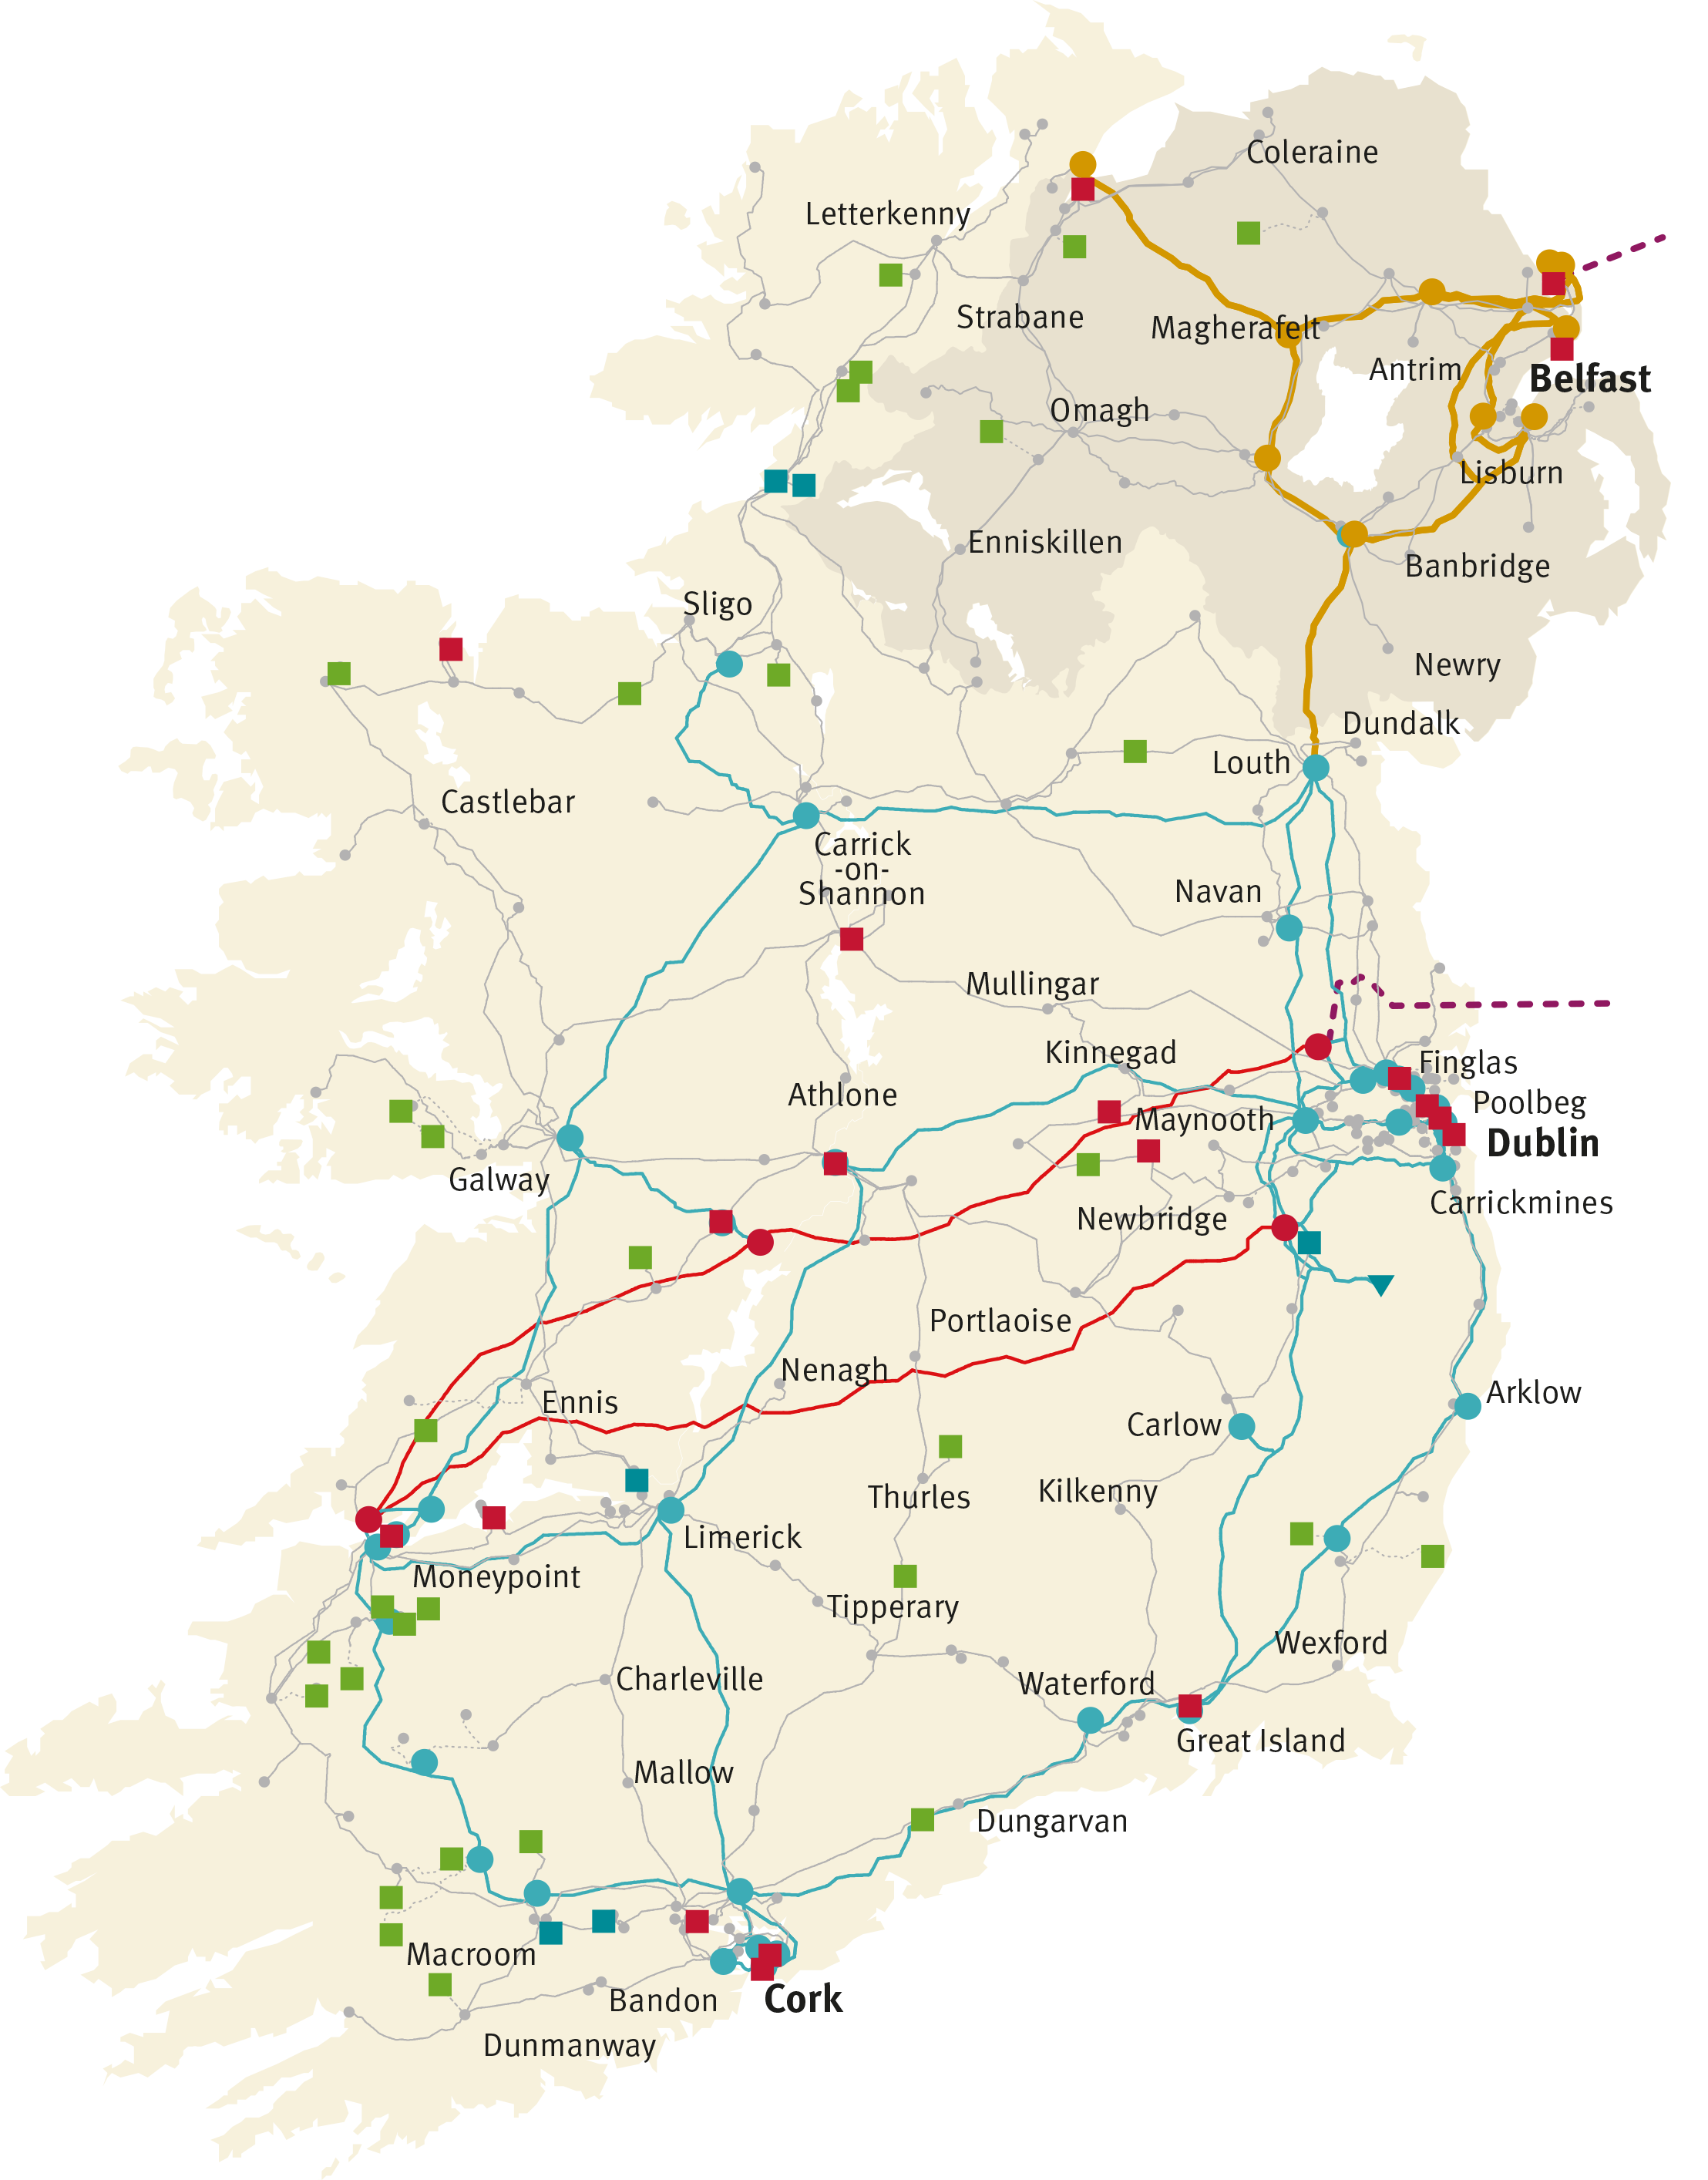 Coleraine
Letterkenny
Strabane
Magherafelt
Antrim
Belfast
Omagh
Lisburn
Enniskillen
Banbridge
Sligo
Newry
Dundalk
Louth
Castlebar
Carrick
-on-
Shannon
Navan
Mullingar
Kinnegad
Finglas
Athlone
Poolbeg
Maynooth
Dublin
Galway
Carrickmines
Newbridge
Portlaoise
Nenagh
Arklow
Ennis
Carlow
Thurles
Kilkenny
Limerick
Moneypoint
Tipperary
Wexford
Charleville
Waterford
Great Island
Mallow
Dungarvan
Macroom
Cork
Bandon
Dunmanway